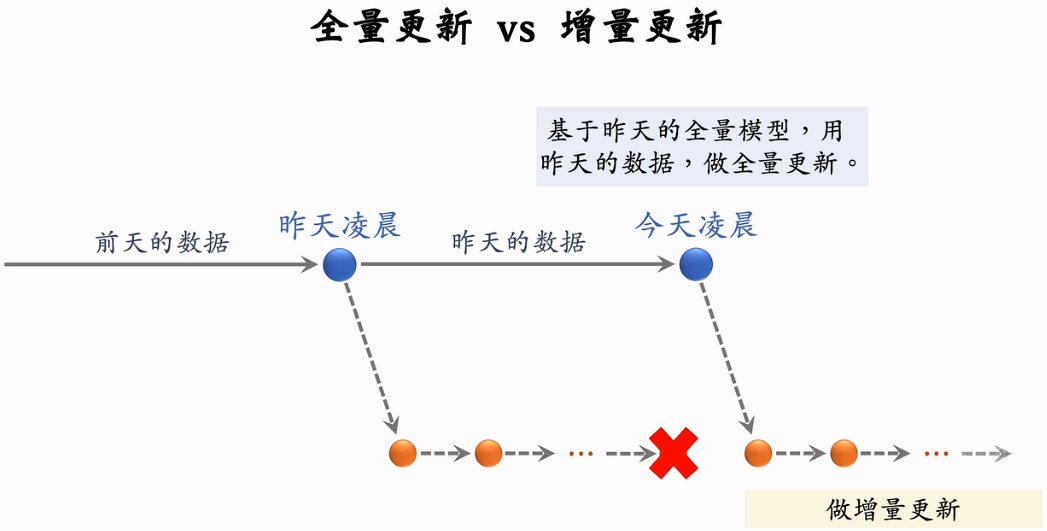 全量更新 vs 增量更新
基于昨天的全量模型，用
昨天的数据，做全量更新。
前天的数据
昨天凌晨
昨天的数据
今天凌晨
...
...
做增量更新